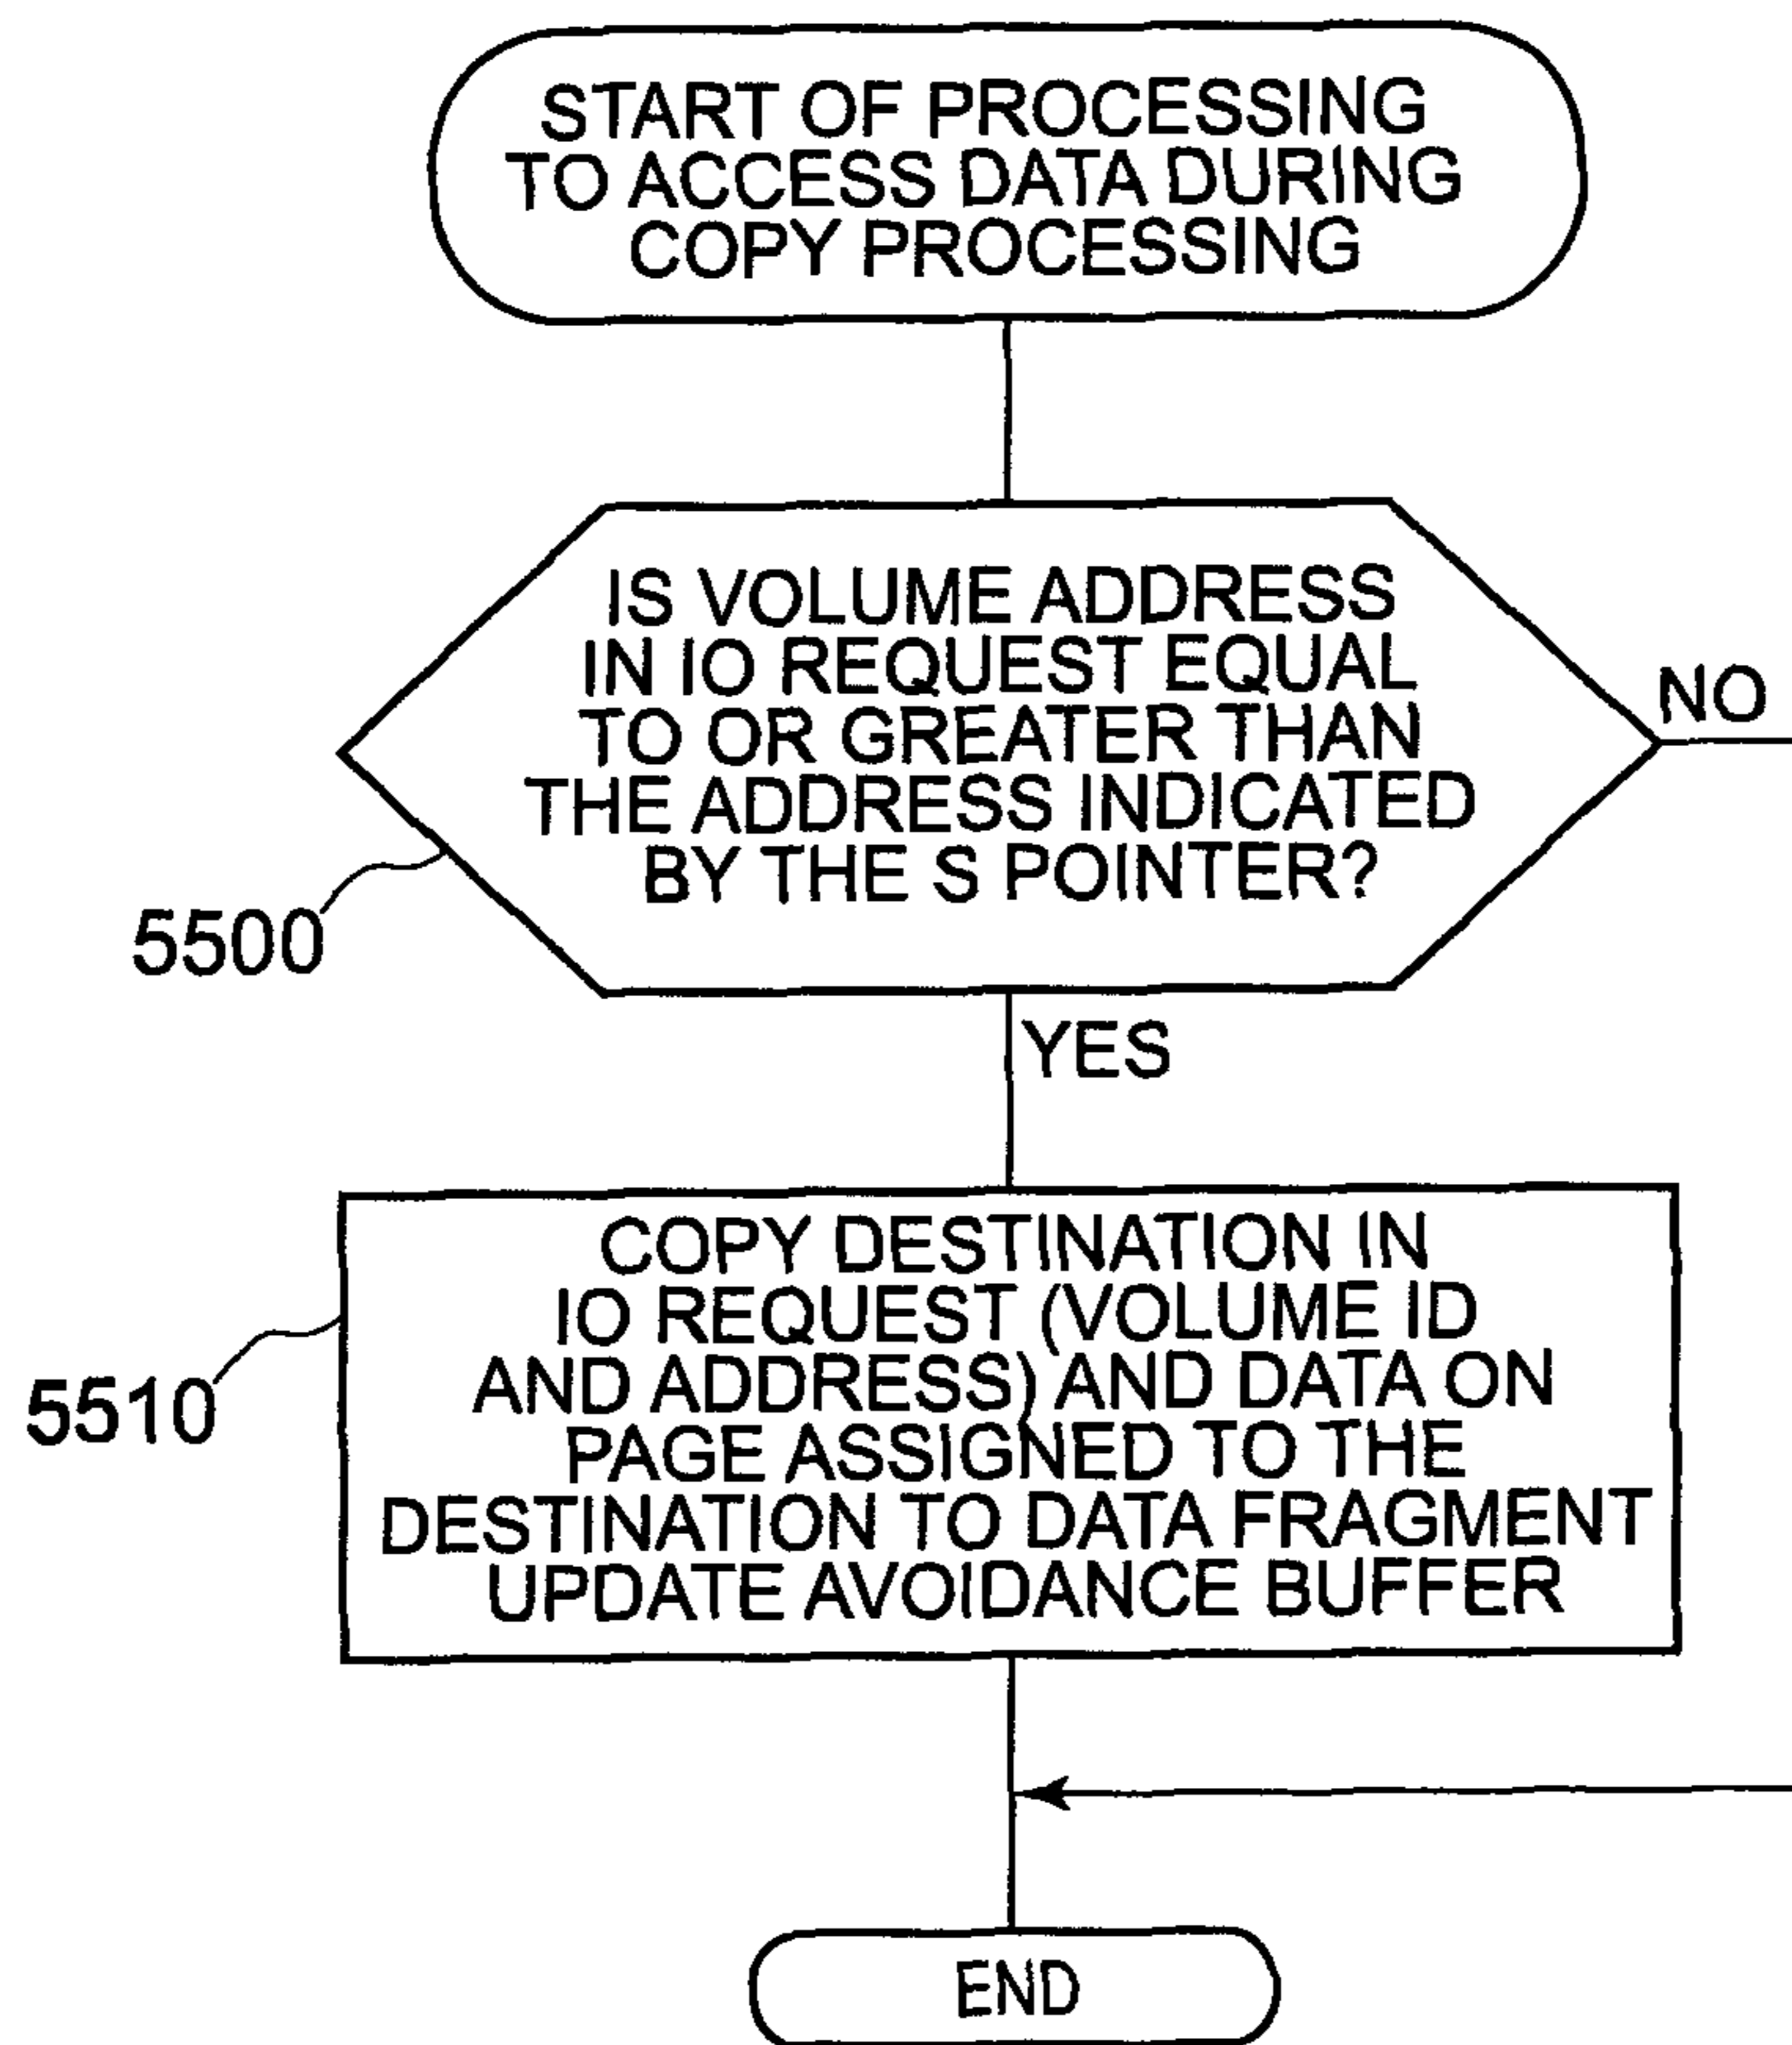 START OF PROCESSING
TO ACCESS DATA DURING
COPY PROCESSING
IS VOLUME ADDRESS
IN IO REQUEST EQUAL
TO OR GREATER THAN
THE ADDRESS INDICATED
BY THE S POINTER?
NO
5500
YES
COPY DESTINATION IN
IO REQUEST (VOLUME ID
AND ADDRESS) AND DATA ON
PAGE ASSIGNED TO THE
DESTINATION TO DATA FRAGMENT
UPDATE AVOIDANCE BUFFER
5510
END